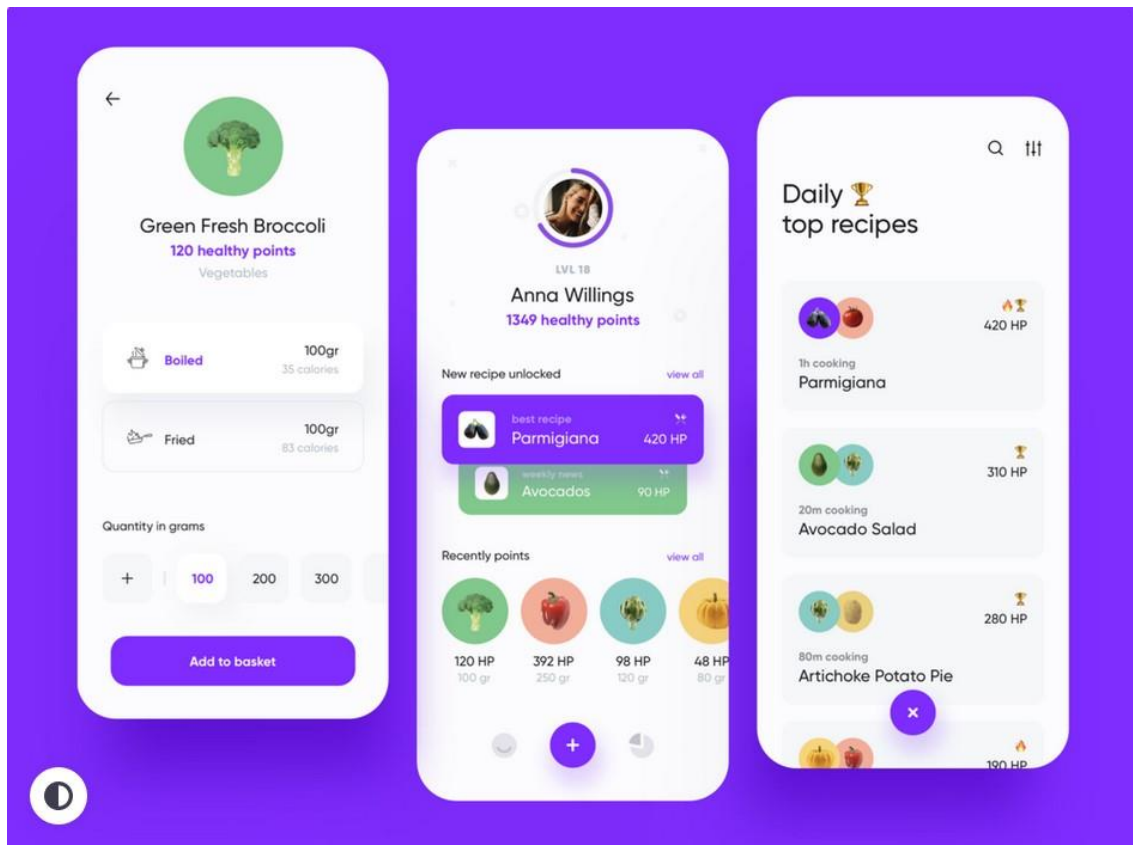 Green Fresh Broccoli
120 healthy points
Vegetables
Boiled
100gr
35 calories
Fried
100gr
83 calories
Quantity in grams
+
100
200
300
Add to basket
LVL 18
Anna Willings
1349 healthy points
New recipe unlocked
view all
best recipe
Parmigiana
420 HP
weekly news
Avocados
90 HP
Recently points
view all
120 HP
100 gr
392 HP
250 gr
98 HP
120 gr
48 HP
80 gr
+
Daily
top recipes
420 HP
1h cooking
Parmigiana
310 HP
20m cooking
Avocado Salad
280 HP
80m cooking
Artichoke Potato Pie
190 HP